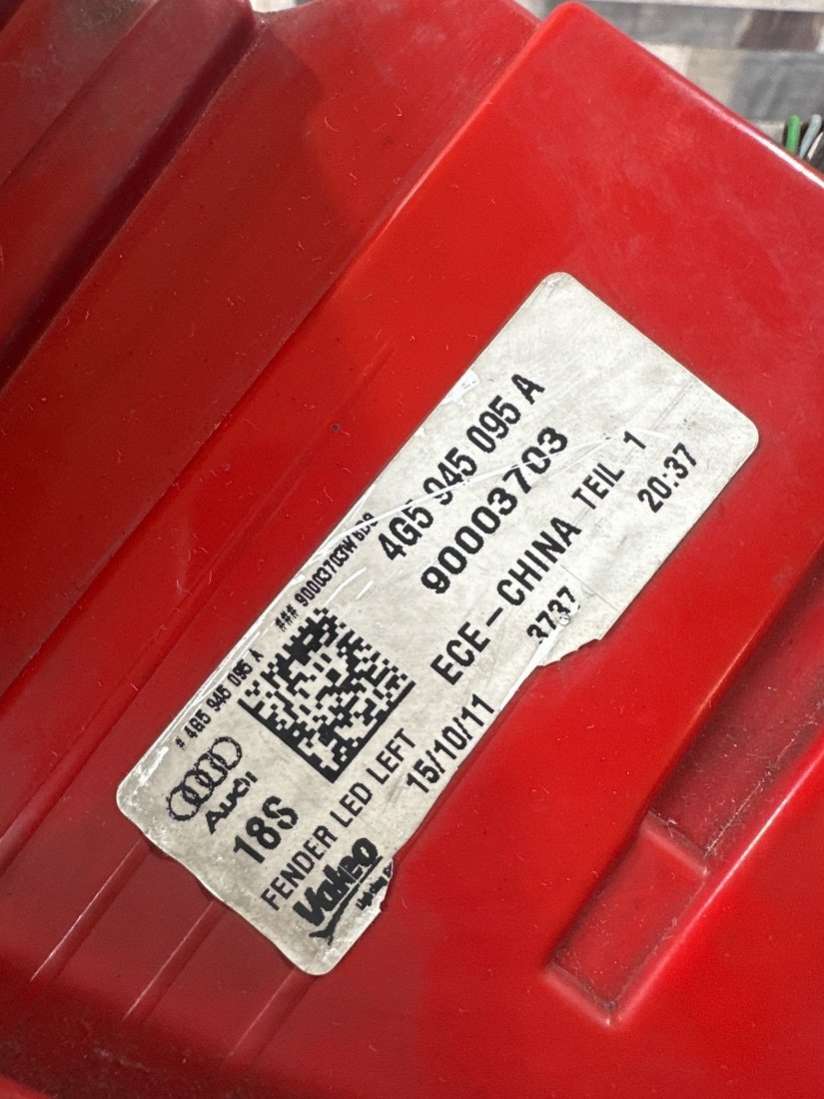 # 4G5 945 095 A ### 90003703W
4G5 945 095 A
90003703
ECE-CHINA TEIL 1
3737 20:37
Audi
18S
FENDER LED LEFT 15/10/11
Valeo